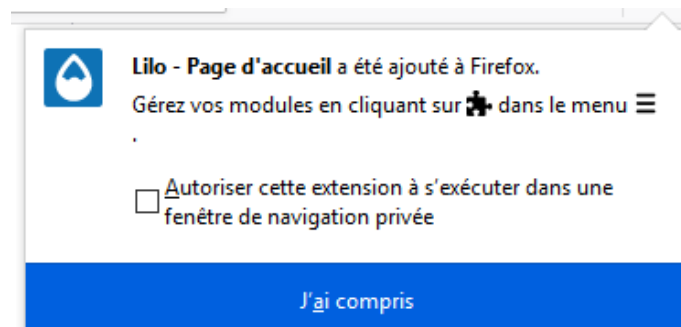 Lilo - Page d'accueil a été ajouté à Firefox.
Gérez vos modules en cliquant sur dans le menu
.
Autoriser cette extension à s'exécuter dans une
fenêtre de navigation privée
J'ai compris